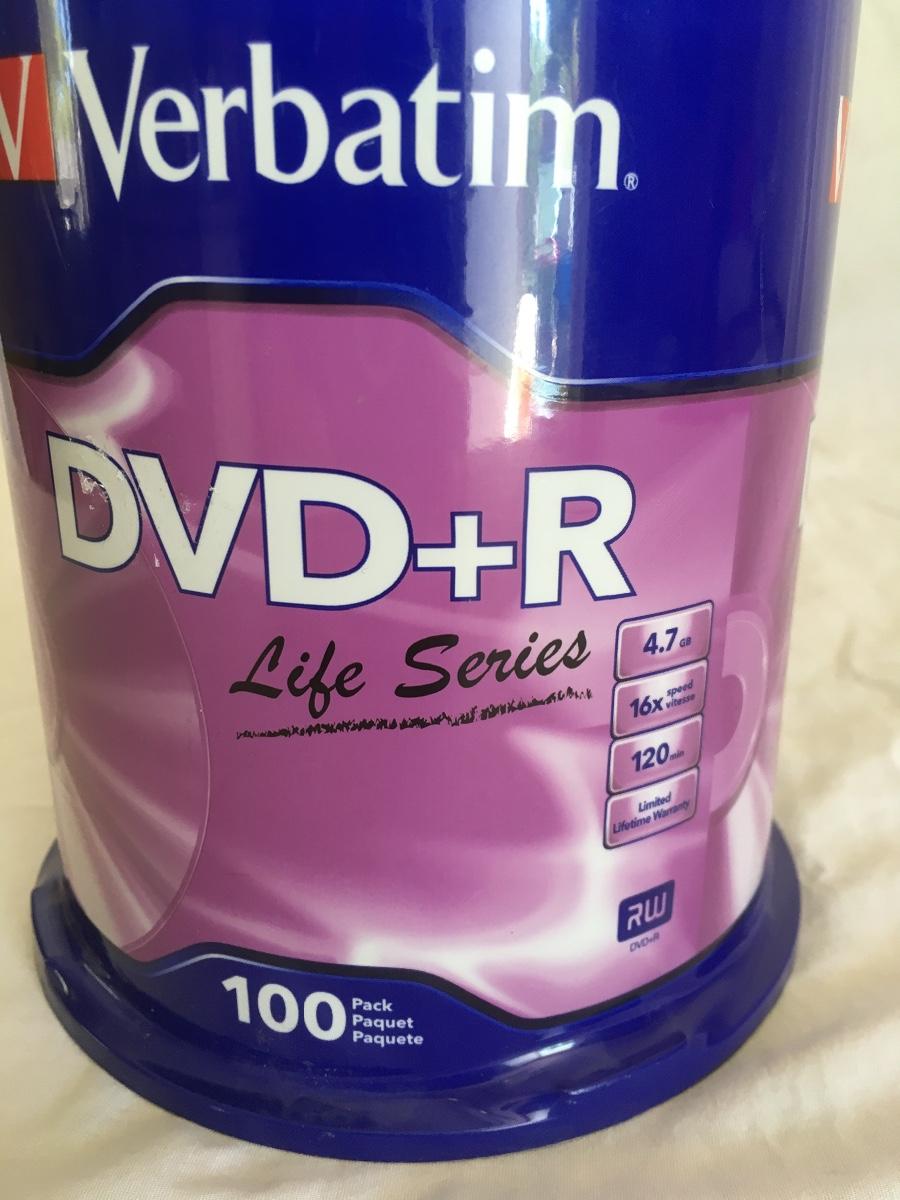 V Verbatim®
DVD+R
Life Series
4.7 GB
16x speed
vitesse
120 min
Limited
Lifetime Warranty
RW
DVD+R
100 Pack
Paquet
Paquete